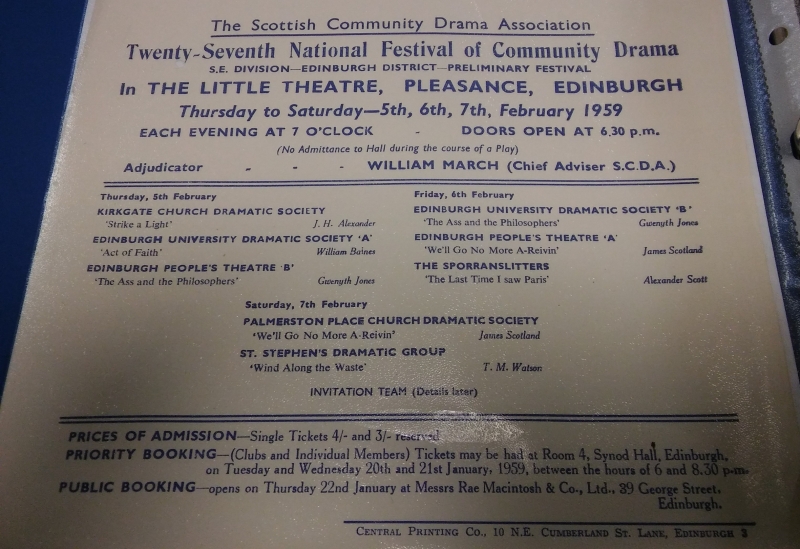 The Scottish Community Drama Association
Twenty-Seventh National Festival of Community Drama
S.E. DIVISION—EDINBURGH DISTRICT—PRELIMINARY FESTIVAL
In THE LITTLE THEATRE, PLEASANCE, EDINBURGH
Thursday to Saturday—5th, 6th, 7th, February 1959
EACH EVENING AT 7 O'CLOCK - DOORS OPEN AT 6.30 p.m.
(No Admittance to Hall during the course of a Play)
Adjudicator - - - WILLIAM MARCH (Chief Adviser S.C.D.A.)
Thursday, 5th February
KIRKGATE CHURCH DRAMATIC SOCIETY
'Strike a Light' J. H. Alexander
EDINBURGH UNIVERSITY DRAMATIC SOCIETY 'A'
'Act of Faith' William Baines
EDINBURGH PEOPLE'S THEATRE 'B'
'The Ass and the Philosophers' Gwenyth Jones
Friday, 6th February
EDINBURGH UNIVERSITY DRAMATIC SOCIETY 'B'
'The Ass and the Philosophers' Gwenyth Jones
EDINBURGH PEOPLE'S THEATRE 'A'
'We'll Go No More A-Reivin' James Scotland
THE SPORRANSLITTERS
'The Last Time I saw Paris' Alexander Scott
Saturday, 7th February
PALMERSTON PLACE CHURCH DRAMATIC SOCIETY
'We'll Go No More A-Reivin' James Scotland
ST. STEPHEN'S DRAMATIC GROUP
'Wind Along the Waste' T. M. Watson
INVITATION TEAM (Details later)
PRICES OF ADMISSION—Single Tickets 4/- and 3/- reserved
PRIORITY BOOKING—(Clubs and Individual Members) Tickets may be had at Room 4, Synod Hall, Edinburgh,
on Tuesday and Wednesday 20th and 21st January, 1959, between the hours of 6 and 8.30 p.m.
PUBLIC BOOKING—opens on Thursday 22nd January at Messrs Rae Macintosh & Co., Ltd., 39 George Street,
Edinburgh.
CENTRAL PRINTING CO., 10 N.E. CUMBERLAND ST. LANE, EDINBURGH 3